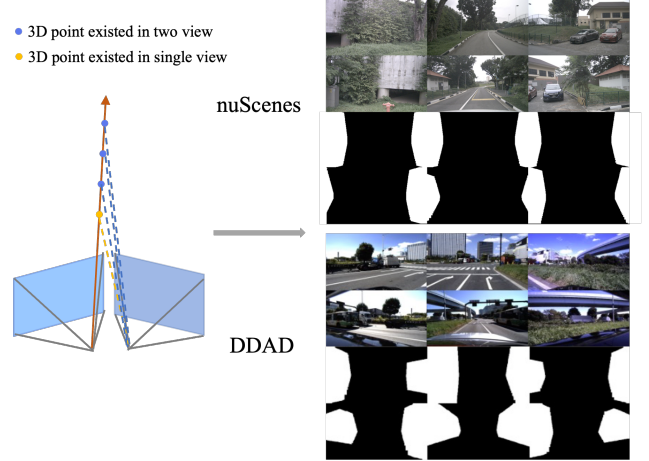 3D point existed in two view
3D point existed in single view
nuScenes
DDAD